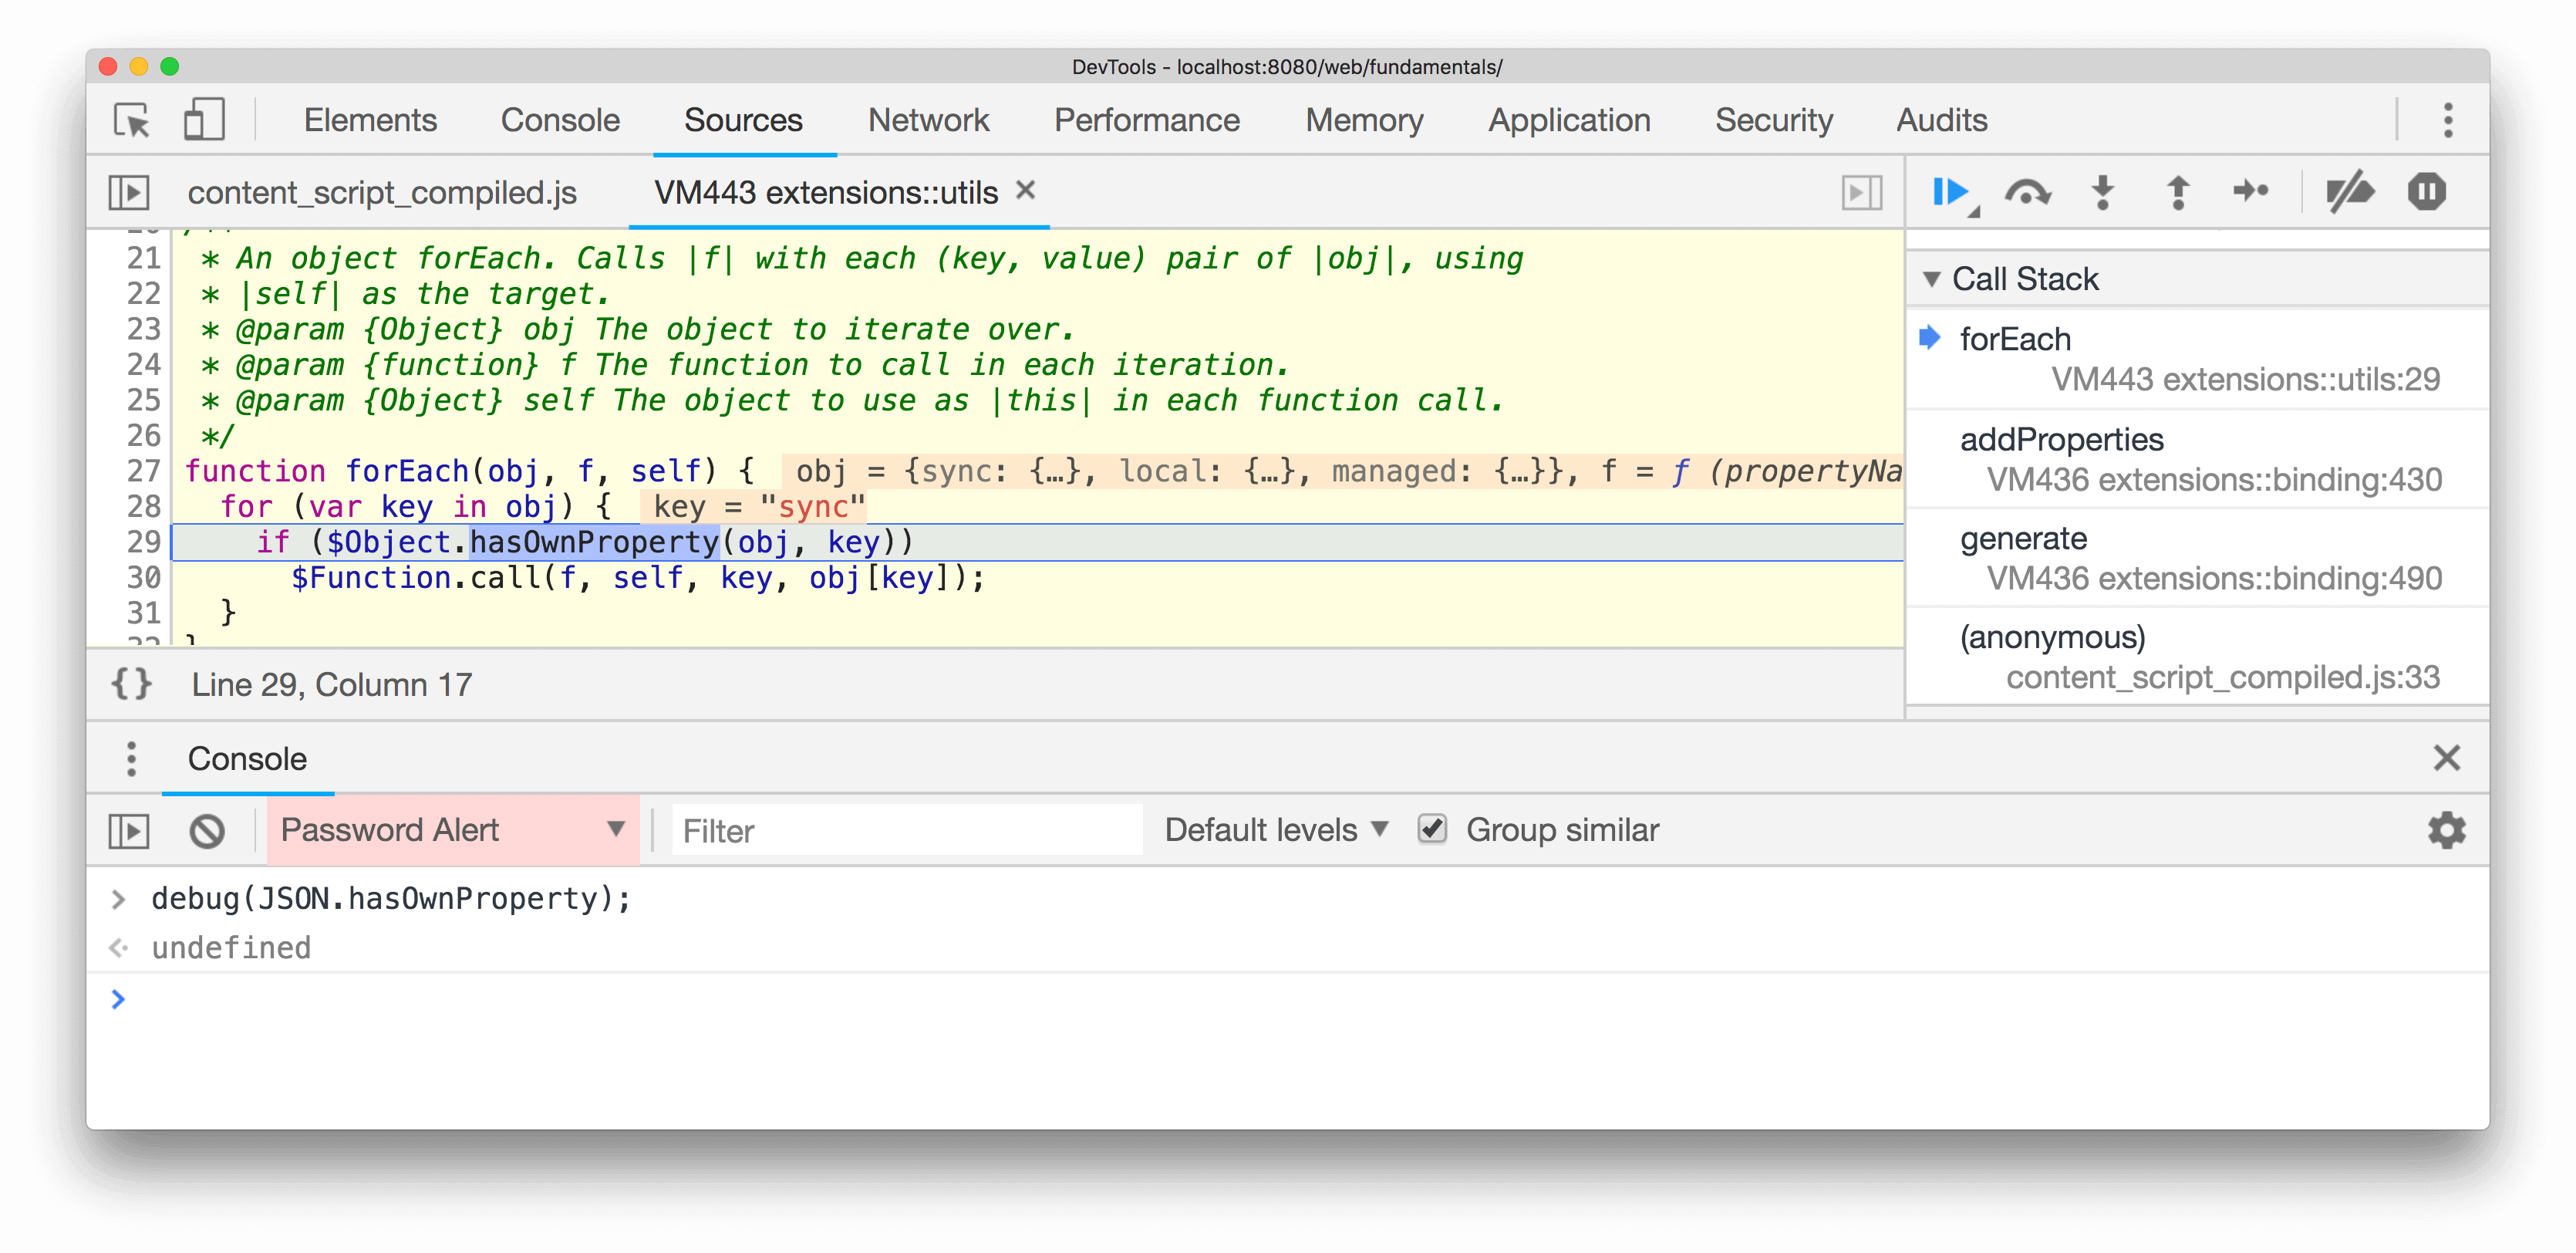 DevTools - localhost:8080/web/fundamentals/
Elements Console Sources Network Performance Memory Application Security Audits
content_script_compiled.js VM443 extensions::utils ×
21 * An object forEach. Calls |f| with each (key, value) pair of |obj|, using
22 * |self| as the target.
23 * @param {Object} obj The object to iterate over.
24 * @param {function} f The function to call in each iteration.
25 * @param {Object} self The object to use as |this| in each function call.
26 */
27 function forEach(obj, f, self) { obj = {sync: {…}, local: {…}, managed: {…}}, f = ƒ (propertyNa
28 for (var key in obj) { key = "sync"
29 if ($Object.hasOwnProperty(obj, key))
30 $Function.call(f, self, key, obj[key]);
31 }
{} Line 29, Column 17
Call Stack
forEach
VM443 extensions::utils:29
addProperties
VM436 extensions::binding:430
generate
VM436 extensions::binding:490
(anonymous)
content_script_compiled.js:33
Console
Password Alert Filter Default levels Group similar
> debug(JSON.hasOwnProperty);
undefined
>